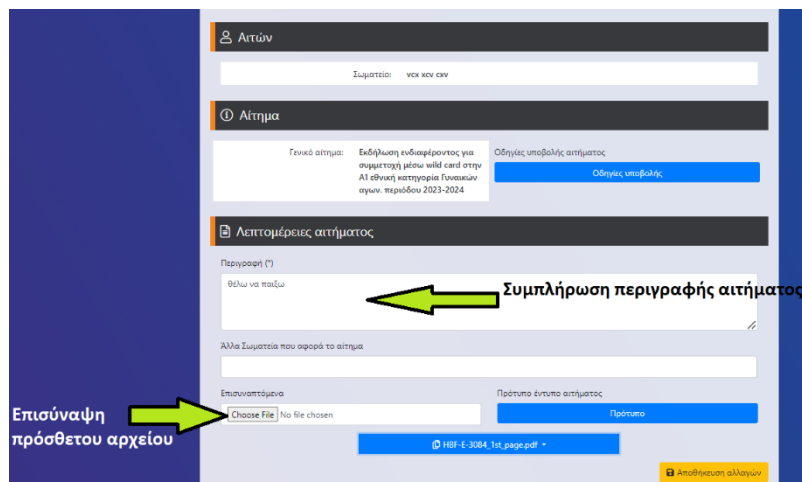 Αιτών
Σωματείο: vcx xcv cxv
Αίτημα
Γενικό αίτημα: Εκδήλωση ενδιαφέροντος για
συμμετοχή μέσω wild card στην
Α1 εθνική κατηγορία Γυναικών
αγων. περιόδου 2023-2024
Οδηγίες υποβολής αιτήματος
Οδηγίες υποβολής
Λεπτομέρειες αιτήματος
Περιγραφή (*)
θέλω να παιξω
Συμπλήρωση περιγραφής αιτήματος
Άλλα Σωματεία που αφορά το αίτημα
Επισυναπτόμενα
Πρότυπο έντυπο αιτήματος
Επισύναψη
πρόσθετου αρχείου
Choose File No file chosen
Πρότυπο
HBF-E-3084_1st_page.pdf
Αποθήκευση αλλαγών